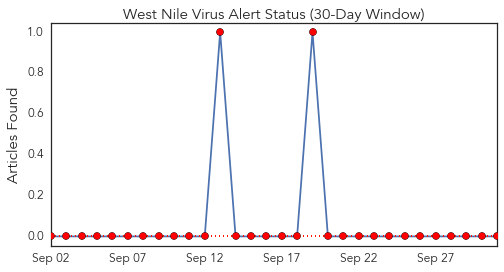 West Nile Virus Alert Status (30-Day Window)
Articles Found
1.0
0.8
0.6
0.4
0.2
0.0
Sep 02 Sep 07 Sep 12 Sep 17 Sep 22 Sep 27